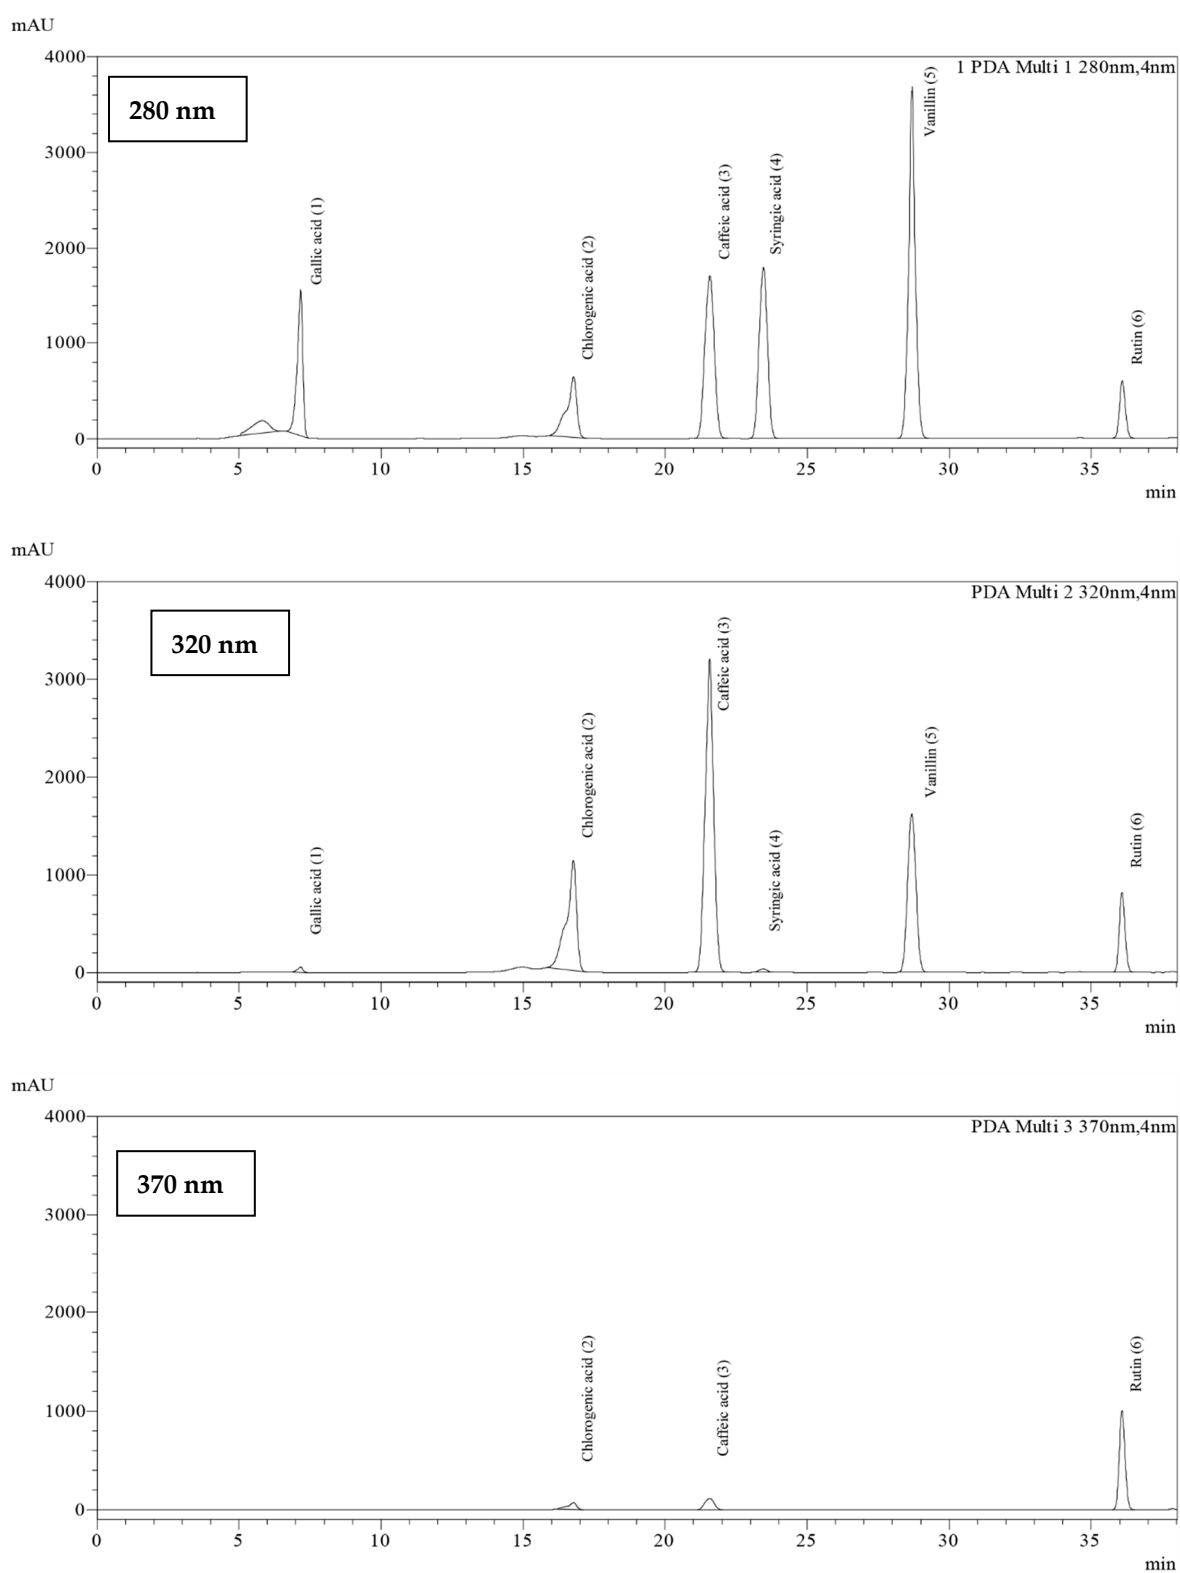 mAU
4000
1 PDA Multi 1 280nm,4nm
280 nm
Vanillin (5)
3000
Caffeic acid (3)
Syringic acid (4)
Gallic acid (1)
2000
Chlorogenic acid (2)
Rutin (6)
1000
0
0 5 10 15 20 25 30 35
min
mAU
4000
PDA Multi 2 320nm,4nm
320 nm
Caffeic acid (3)
3000
Chlorogenic acid (2)
Vanillin (5)
2000
Gallic acid (1)
Syringic acid (4)
Rutin (6)
1000
0
0 5 10 15 20 25 30 35
min
mAU
4000
PDA Multi 3 370nm,4nm
370 nm
3000
2000
Chlorogenic acid (2)
Caffeic acid (3)
Rutin (6)
1000
0
0 5 10 15 20 25 30 35
min